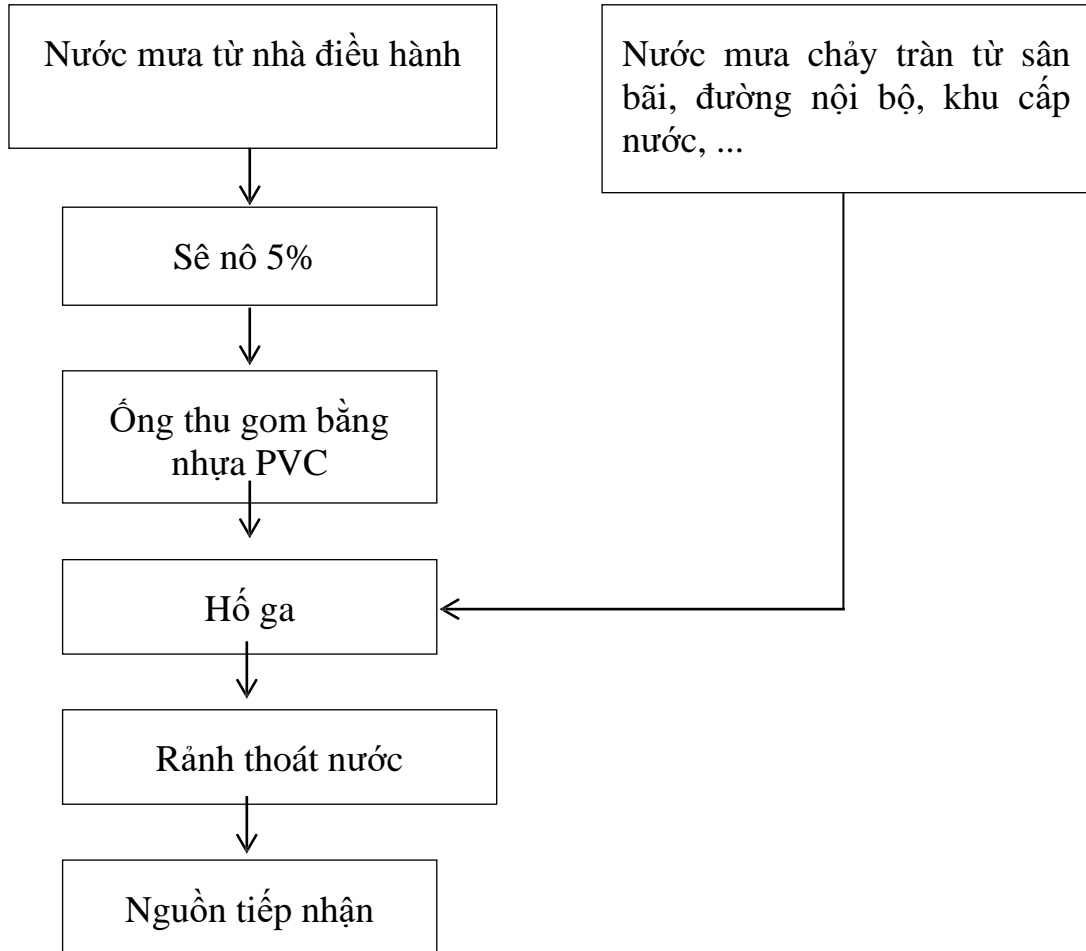 Nước mưa từ nhà điều hành
Nước mưa chảy tràn từ sân
bãi, đường nội bộ, khu cấp
nước, ...
Sê nô 5%
Ống thu gom bằng
nhựa PVC
Hố ga
Rảnh thoát nước
Nguồn tiếp nhận